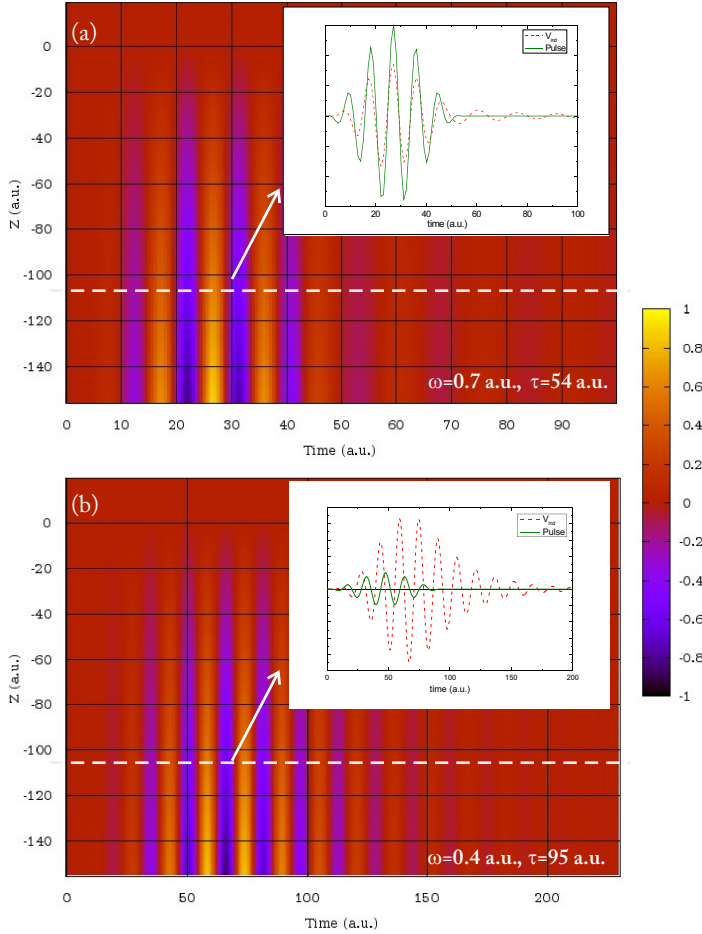 (a)
V_ind
Pulse
0
-20
-40
-60
-80
-100
-120
-140
Z (a.u.)
0 20 40 60 80 100
time (a.u.)
ω=0.7 a.u., τ=54 a.u.
0 10 20 30 40 50 60 70 80 90
Time (a.u.)
1
0.8
0.6
0.4
0.2
0
-0.2
-0.4
-0.6
-0.8
-1
(b)
V_ind
Pulse
0
-20
-40
-60
-80
-100
-120
-140
Z (a.u.)
0 50 100 150 200
time (a.u.)
ω=0.4 a.u., τ=95 a.u.
0 50 100 150 200
Time (a.u.)